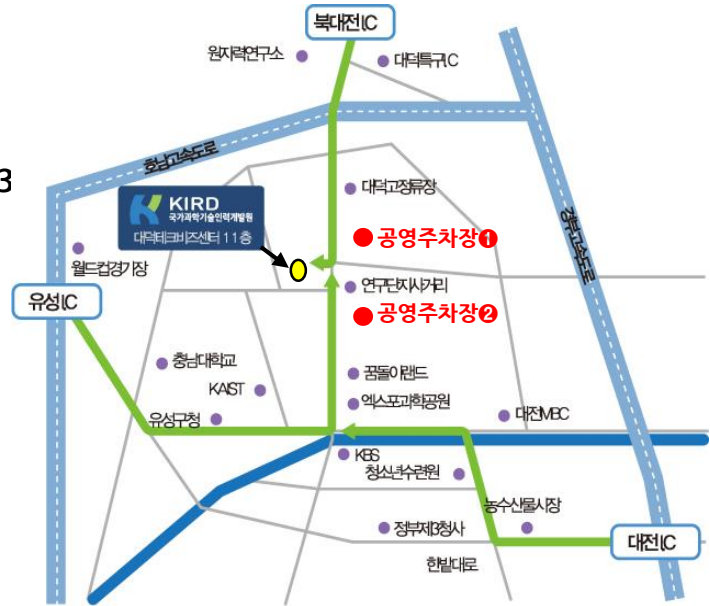 북대전IC
원자력연구소
대덕특구IC
호남고속도로
3
대덕고정류장
KIRD
국가과학기술인력개발원
대덕테크비즈센터 11층
공영주차장❶
경부고속도로
월드컵경기장
유성IC
연구단지사거리
공영주차장❷
충남대학교
꿈돌이랜드
KAIST
엑스포과학공원
유성구청
대전MBC
KBS
청소년수련원
농수산물시장
정부제3청사
대전IC
한밭대로